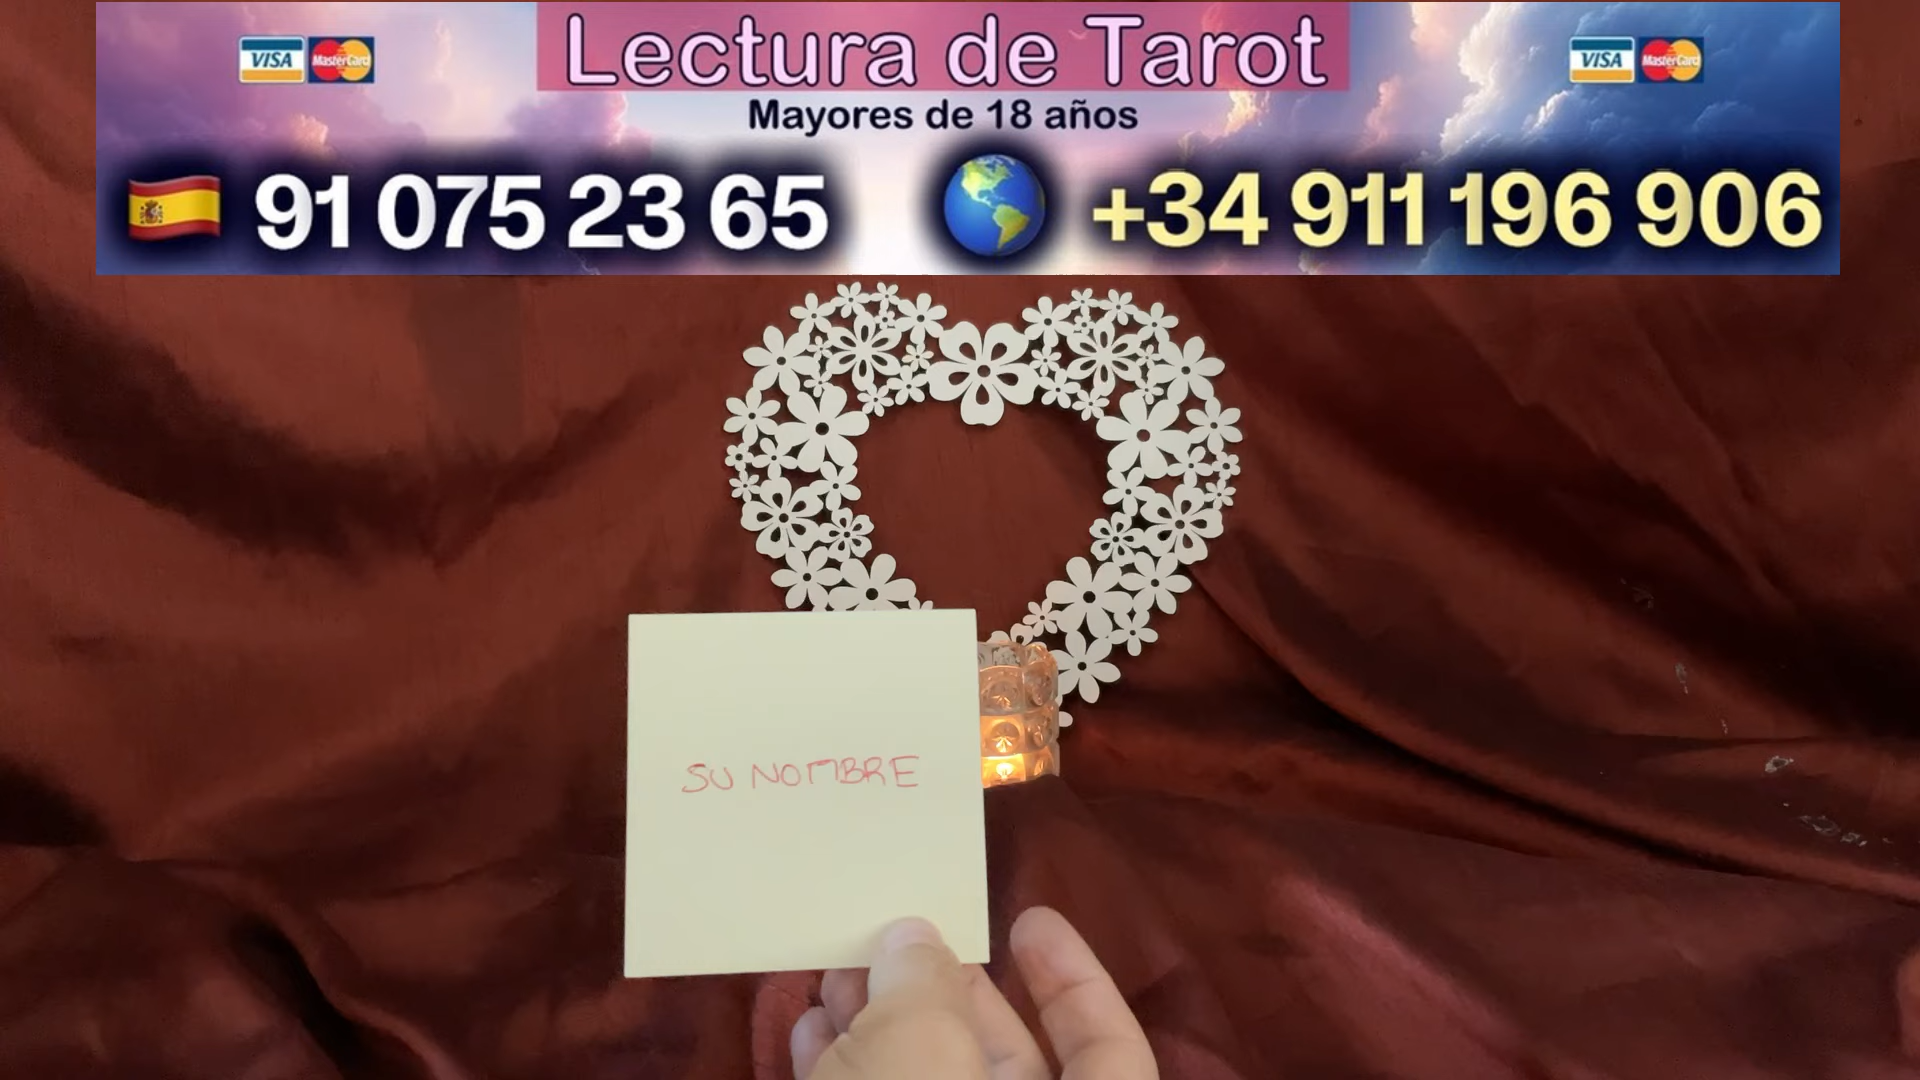 Lectura de Tarot
VISA MasterCard
VISA MasterCard
Mayores de 18 años
91 075 23 65
+34 911 196 906
SU NOMBRE